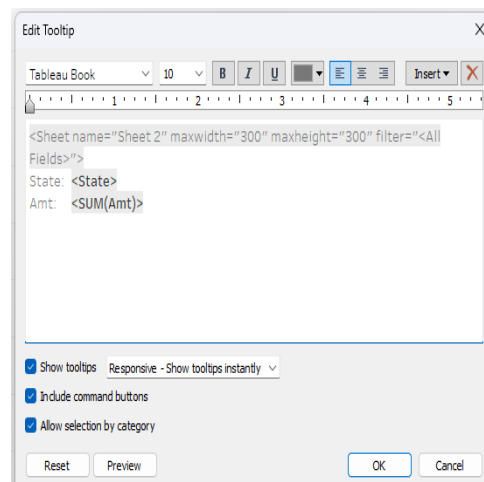 Edit Tooltip
Tableau Book 10 B I U Insert
1 2 3 4 5
<Sheet name="Sheet 2" maxwidth="300" maxheight="300" filter="<All
Fields>">
State: <State>
Amt: <SUM(Amt)>
Show tooltips Responsive - Show tooltips instantly
Include command buttons
Allow selection by category
Reset Preview OK Cancel